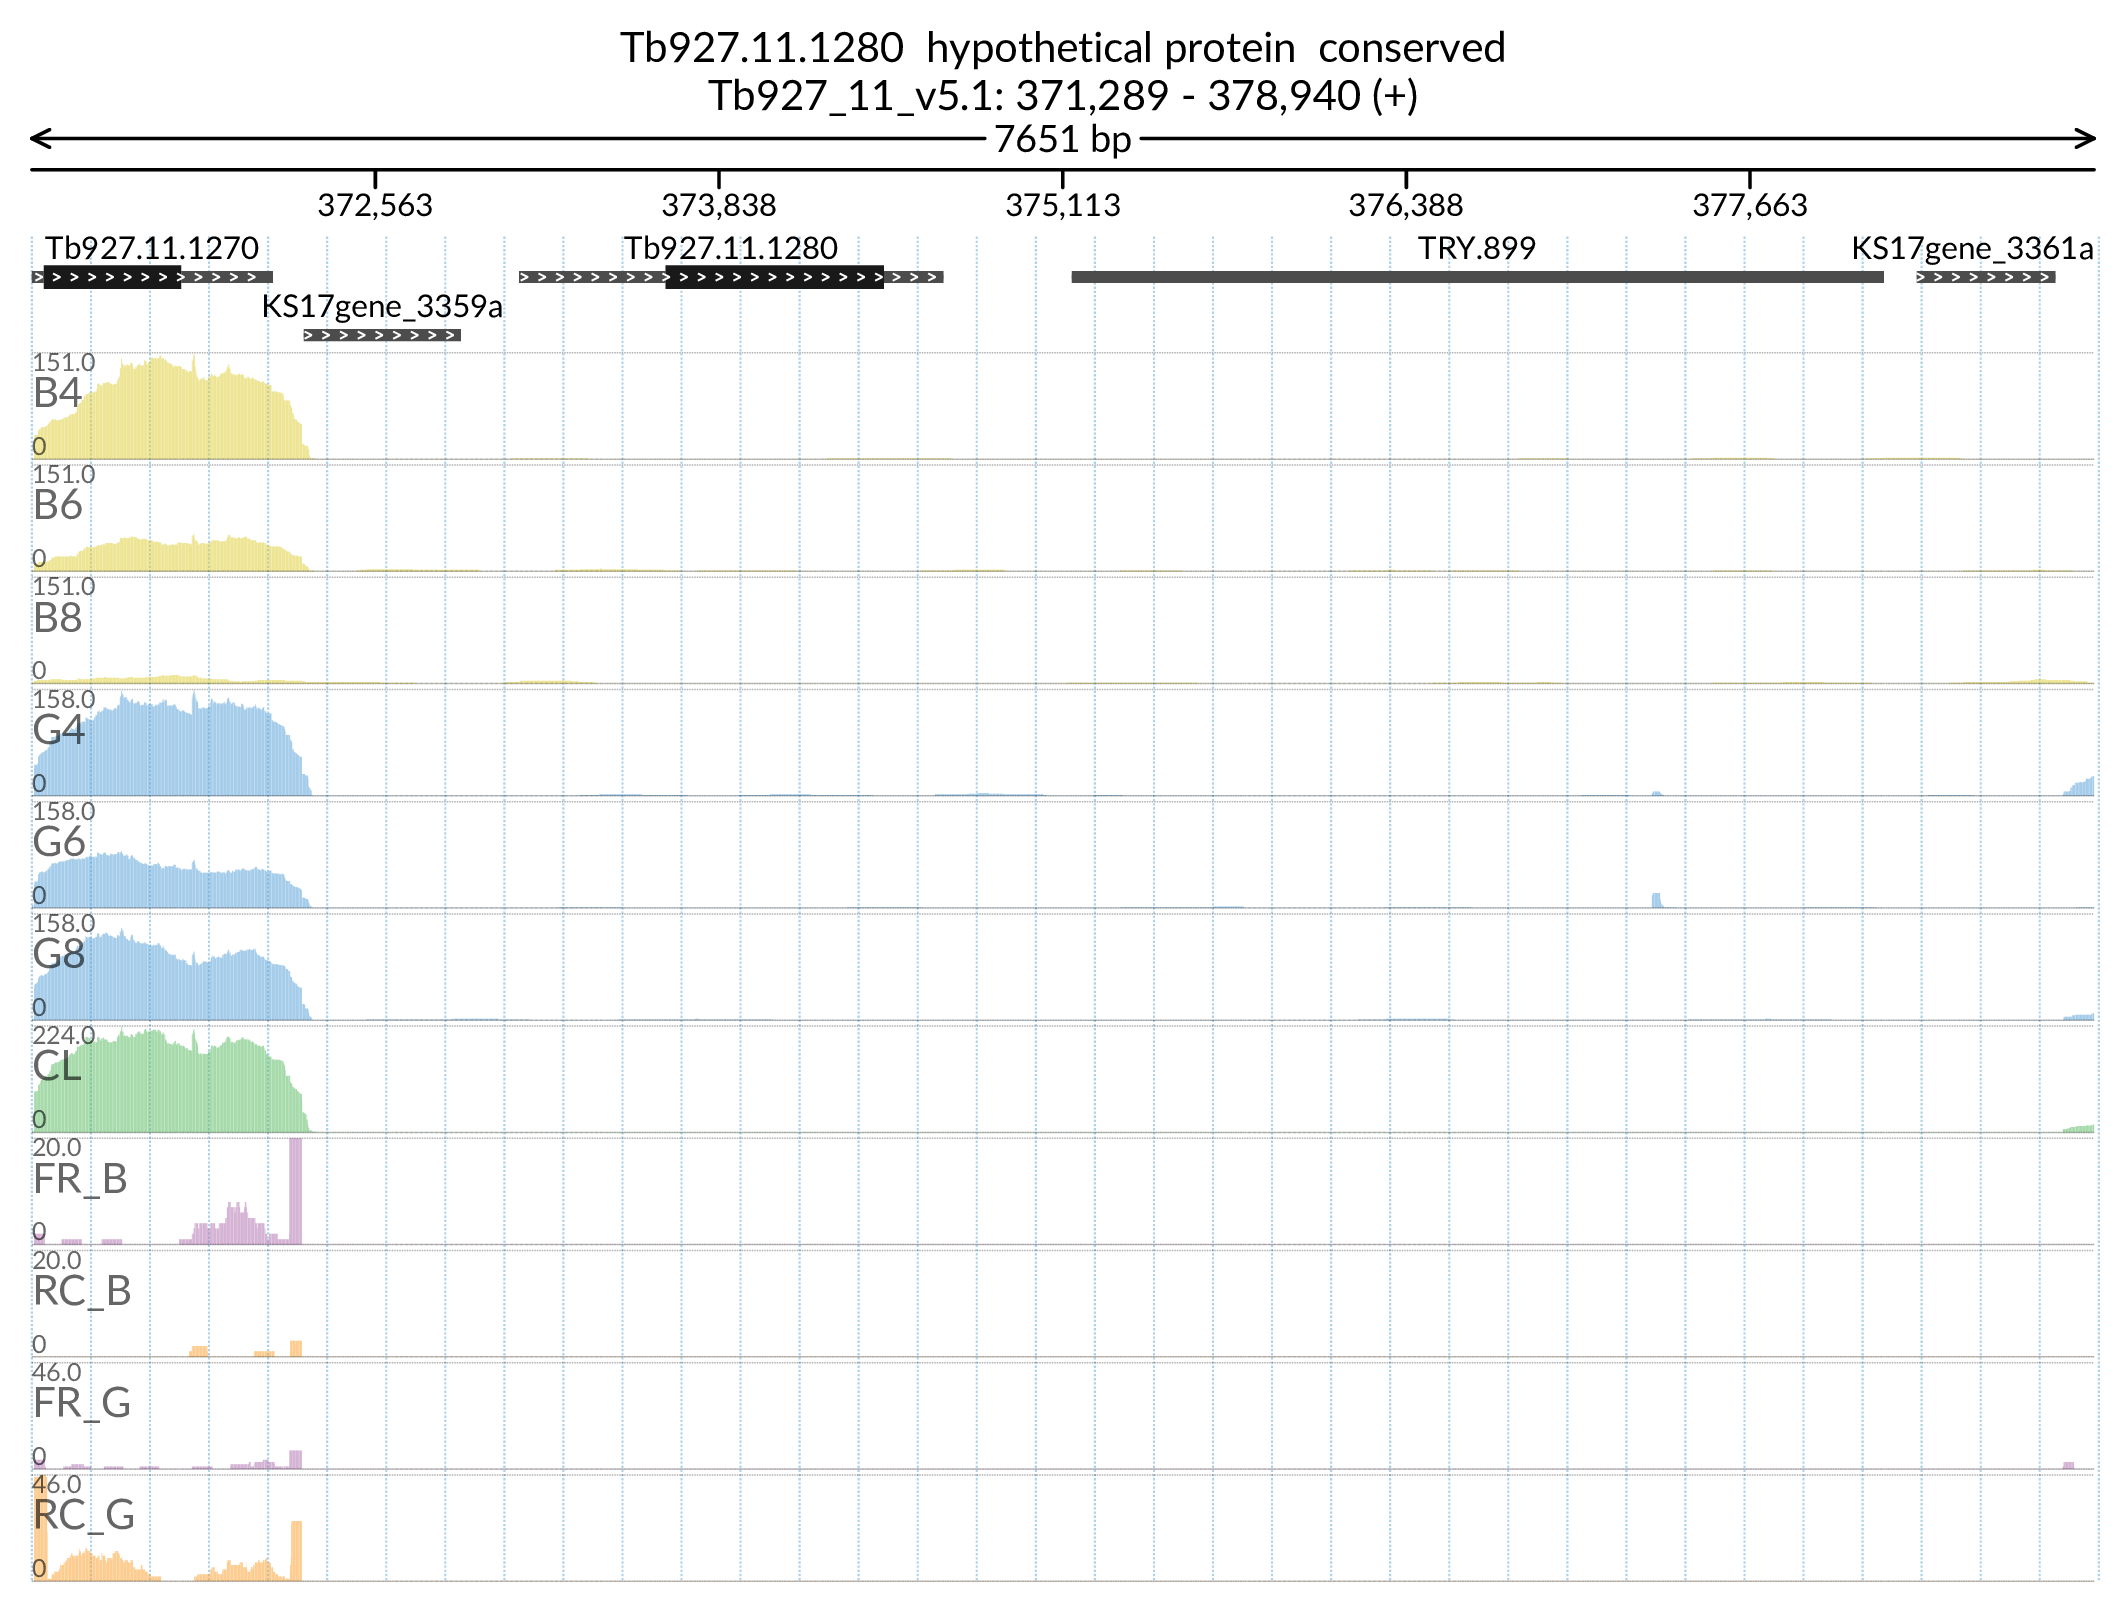 Tb927.11.1280 hypothetical protein conserved
Tb927_11_v5.1: 371,289 - 378,940 (+)
7651 bp
372,563 373,838 375,113 376,388 377,663
Tb927.11.1270 Tb927.11.1280 TRY.899 KS17gene_3361a
KS17gene_3359a
151.0
B4
0
151.0
B6
0
151.0
B8
0
158.0
G4
0
158.0
G6
0
158.0
G8
0
224.0
CL
0
20.0
FR_B
0
20.0
RC_B
0
46.0
FR_G
0
46.0
RC_G
0